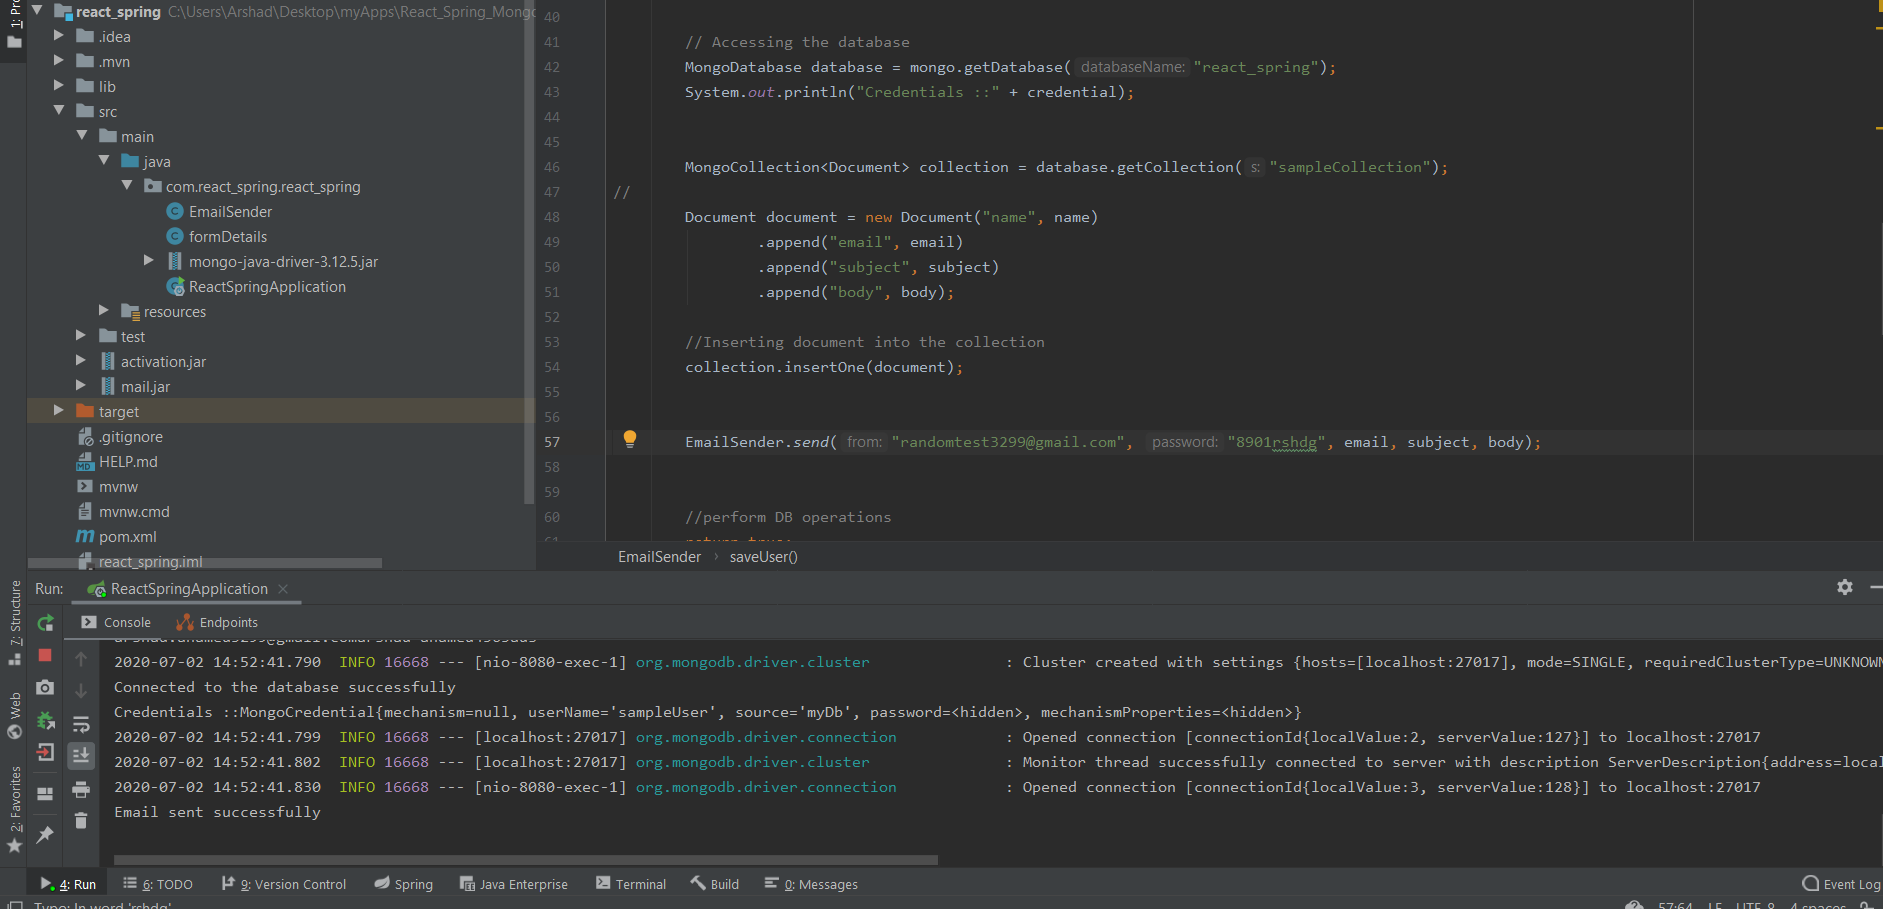 react_spring C:\Users\Arshad\Desktop\myApps\React_Spring_Mongo
.idea
.mvn
lib
src
main
java
com.react_spring.react_spring
EmailSender
formDetails
mongo-java-driver-3.12.5.jar
ReactSpringApplication
resources
test
activation.jar
mail.jar
target
.gitignore
HELP.md
mvnw
mvnw.cmd
pom.xml
react_spring.iml
40
41 // Accessing the database
42 MongoDatabase database = mongo.getDatabase( databaseName: "react_spring");
43 System.out.println("Credentials ::" + credential);
44
45
46 MongoCollection<Document> collection = database.getCollection( s: "sampleCollection");
47 //
48 Document document = new Document("name", name)
49 .append("email", email)
50 .append("subject", subject)
51 .append("body", body);
52
53 //Inserting document into the collection
54 collection.insertOne(document);
55
56
57 EmailSender.send( from: "randomtest3299@gmail.com", password: "8901rshdg", email, subject, body);
58
59
60 //perform DB operations
61 return true;
EmailSender › saveUser()
7: Structure
Web
2: Favorites
Run: ReactSpringApplication
Console Endpoints
2020-07-02 14:52:41.790 INFO 16668 --- [nio-8080-exec-1] org.mongodb.driver.cluster : Cluster created with settings {hosts=[localhost:27017], mode=SINGLE, requiredClusterType=UNKNOWN
Connected to the database successfully
Credentials ::MongoCredential{mechanism=null, userName='sampleUser', source='myDb', password=<hidden>, mechanismProperties=<hidden>}
2020-07-02 14:52:41.799 INFO 16668 --- [localhost:27017] org.mongodb.driver.connection : Opened connection [connectionId{localValue:2, serverValue:127}] to localhost:27017
2020-07-02 14:52:41.802 INFO 16668 --- [localhost:27017] org.mongodb.driver.cluster : Monitor thread successfully connected to server with description ServerDescription{address=local
2020-07-02 14:52:41.830 INFO 16668 --- [nio-8080-exec-1] org.mongodb.driver.connection : Opened connection [connectionId{localValue:3, serverValue:128}] to localhost:27017
Email sent successfully
4: Run 6: TODO 9: Version Control Spring Java Enterprise Terminal Build 0: Messages Event Log
Typo: In word 'rshdg' 57:64 LF UTF-8 4 spaces